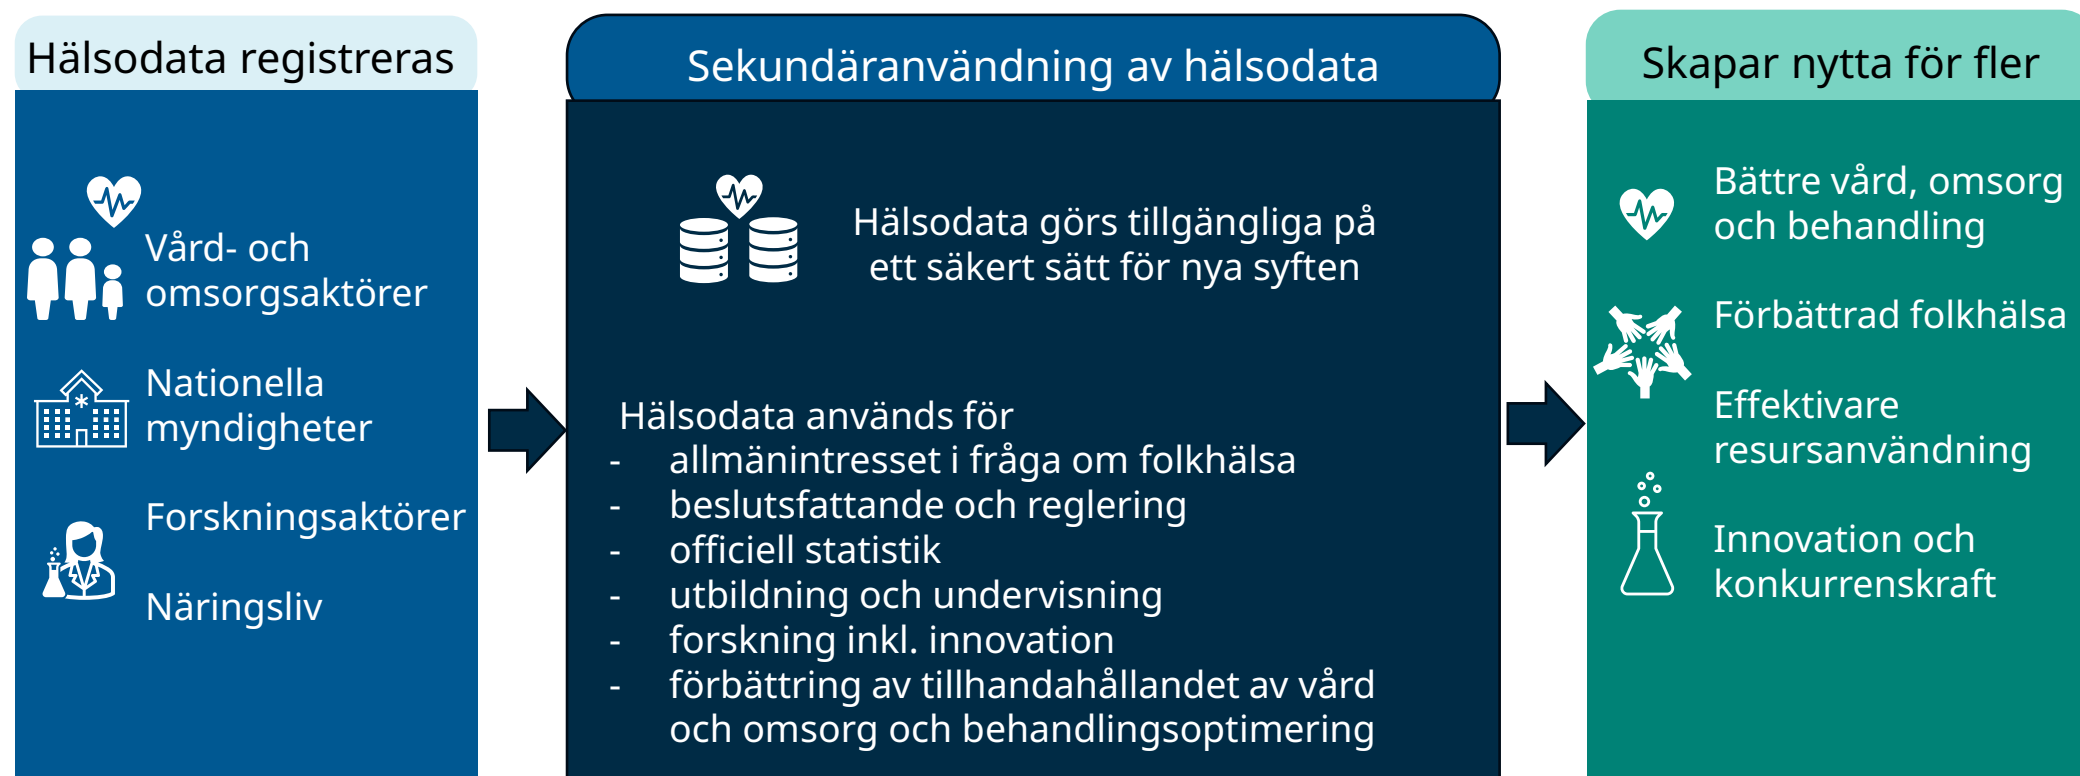 Hälsodata registreras
Vård- och
omsorgsaktörer
Nationella
myndigheter
Forskningsaktörer
Näringsliv
Sekundäranvändning av hälsodata
Hälsodata görs tillgängliga på
ett säkert sätt för nya syften
Hälsodata används för
- allmänintresset i fråga om folkhälsa
- beslutsfattande och reglering
- officiell statistik
- utbildning och undervisning
- forskning inkl. innovation
- förbättring av tillhandahållandet av vård
och omsorg och behandlingsoptimering
Skapar nytta för fler
Bättre vård, omsorg
och behandling
Förbättrad folkhälsa
Effektivare
resursanvändning
Innovation och
konkurrenskraft